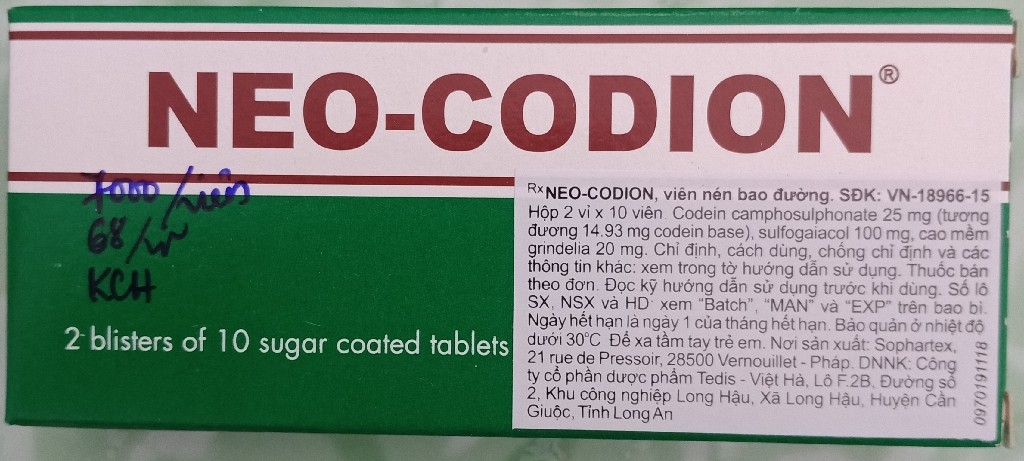 NEO-CODION®
7000/viên
68/
KCH
2 blisters of 10 sugar coated tablets
RxNEO-CODION, viên nén bao đường. SĐK: VN-18966-15
Hộp 2 vỉ x 10 viên. Codein camphosulphonate 25 mg (tương
đương 14.93 mg codein base), sulfogaiacol 100 mg, cao mềm
grindelia 20 mg. Chỉ định, cách dùng, chống chỉ định và các
thông tin khác: xem trong tờ hướng dẫn sử dụng. Thuốc bán
theo đơn. Đọc kỹ hướng dẫn sử dụng trước khi dùng. Số lô
SX, NSX và HD: xem "Batch", "MAN" và "EXP" trên bao bì.
Ngày hết hạn là ngày 1 của tháng hết hạn. Bảo quản ở nhiệt độ
dưới 30°C Để xa tầm tay trẻ em. Nơi sản xuất: Sophartex,
21 rue de Pressoir, 28500 Vernouillet - Pháp. DNNK: Công
ty cổ phần dược phẩm Tedis - Việt Hà, Lô F.2B, Đường số
2, Khu công nghiệp Long Hậu, Xã Long Hậu, Huyện Cần
Giuộc, Tỉnh Long An
0970191118